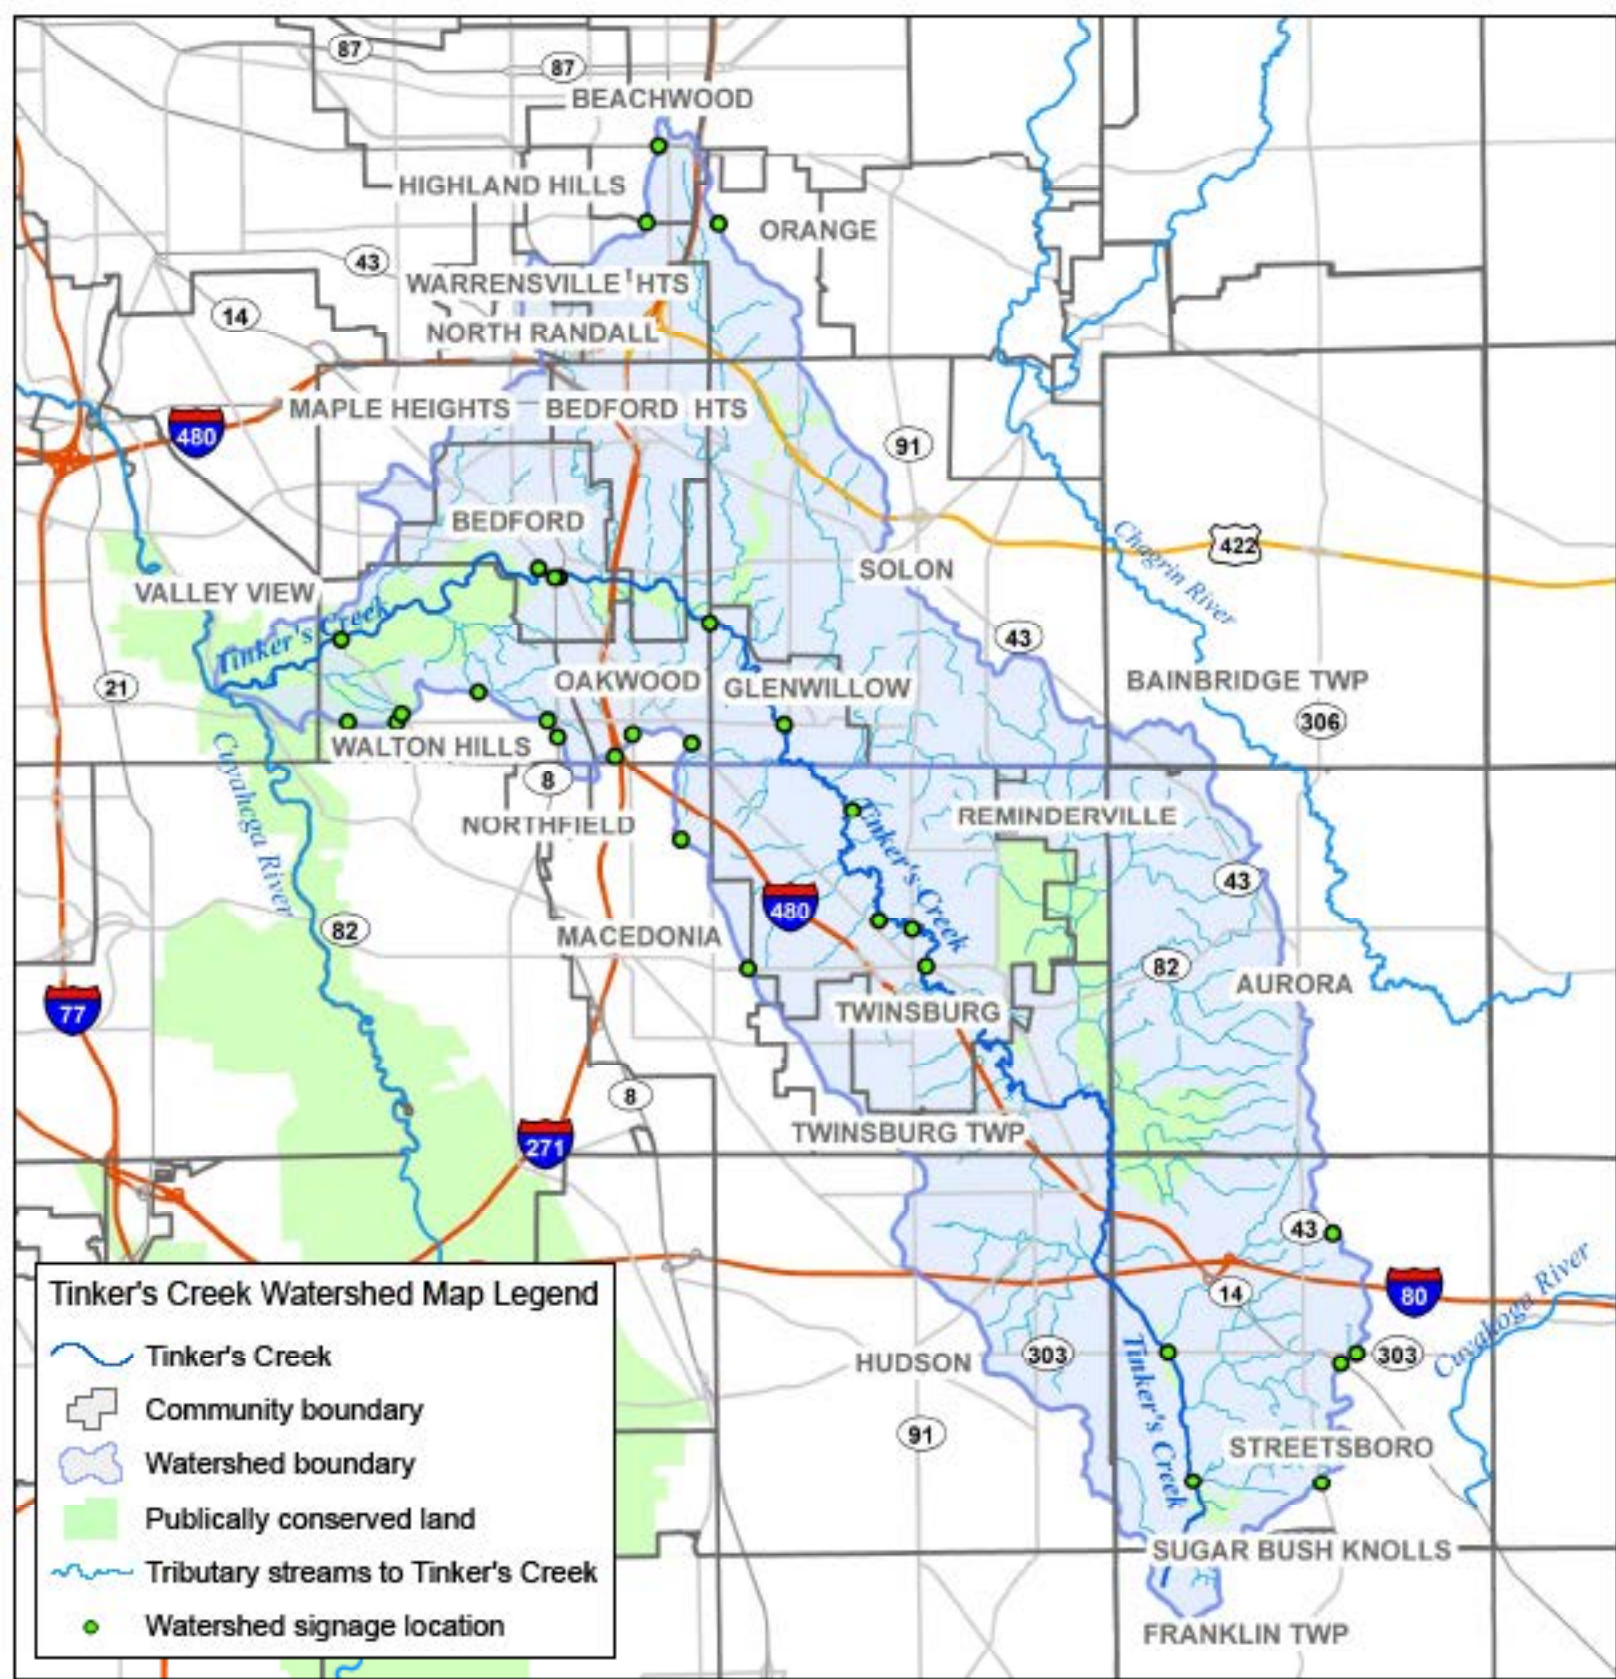 87
87
BEACHWOOD
HIGHLAND HILLS
ORANGE
43
WARRENSVILLE HTS
14
NORTH RANDALL
MAPLE HEIGHTS
BEDFORD HTS
480
91
BEDFORD
Chagrin River
422
SOLON
VALLEY VIEW
Tinker's Creek
43
21
OAKWOOD
GLENWILLOW
BAINBRIDGE TWP
306
WALTON HILLS
8
Cuyahoga River
NORTHFIELD
REMINDERVILLE
Tinker's Creek
43
480
82
MACEDONIA
82
AURORA
77
TWINSBURG
8
271
TWINSBURG TWP
43
80
14
Cuyahoga River
HUDSON
303
303
Tinker's Creek
91
STREETSBORO
SUGAR BUSH KNOLLS
FRANKLIN TWP
Tinker's Creek Watershed Map Legend
Tinker's Creek
Community boundary
Watershed boundary
Publically conserved land
Tributary streams to Tinker's Creek
Watershed signage location